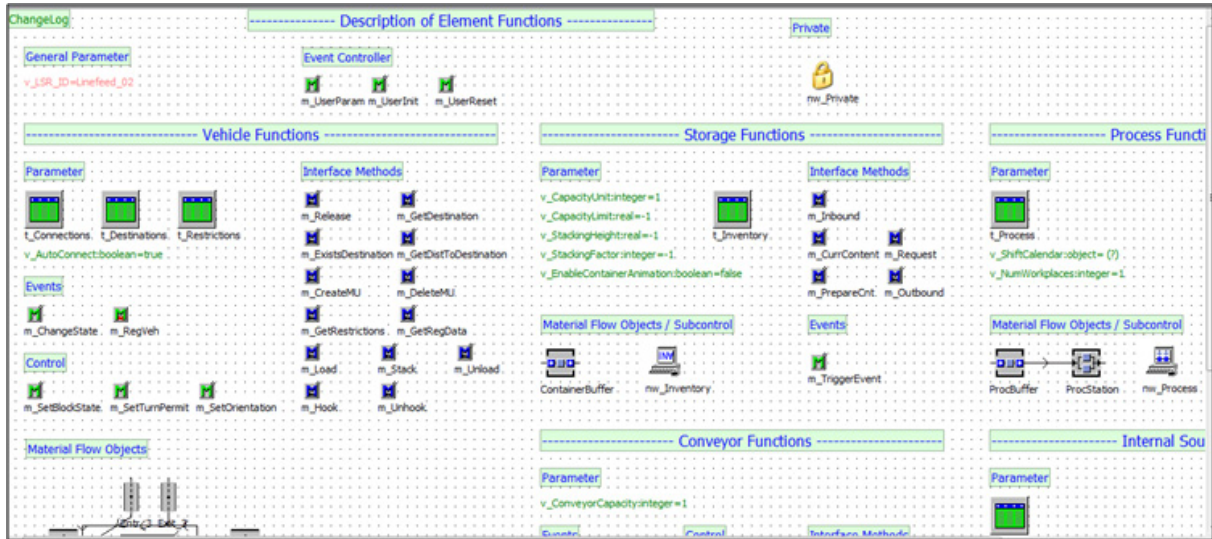 ChangeLog
--------------- Description of Element Functions ---------------
Private
General Parameter
Event Controller
v_LSR_ID=Linefeed_02
m_UserParam m_UserInit m_UserReset
nw_Private
------------------------------ Vehicle Functions ------------------------------
Parameter
Interface Methods
t_Connections. t_Destinations. t_Restrictions
v_AutoConnect:boolean=true
m_Release m_GetDestination
m_ExistsDestination m_GetDistToDestination
Events
m_CreateMU m_DeleteMU
m_ChangeState. m_RegVeh
m_GetRestrictions. m_GetRegData
Control
m_Load m_Stack m_Unload
m_SetBlockState. m_SetTurnPermit m_SetOrientation
m_Hook m_Unhook
Material Flow Objects
------------------------ Storage Functions -----------------------
Parameter
Interface Methods
v_CapacityUnit:integer=1
v_CapacityLimit:real=-1
v_StackingHeight:real=-1
v_StackingFactor:integer=-1
v_EnableContainerAnimation:boolean=false
t_Inventory
m_Inbound
m_CurrContent m_Request
m_PrepareCnt. m_Outbound
Material Flow Objects / Subcontrol
Events
INV
ContainerBuffer nw_Inventory
m_TriggerEvent
----------------------- Conveyor Functions ----------------------
Parameter
v_ConveyorCapacity:integer=1
Events Control Interface Methods
-------------------- Process Functi
Parameter
t_Process
v_ShiftCalendar:object= (?)
v_NumWorkplaces:integer=1
Material Flow Objects / Subcontrol
ProcBuffer ProcStation nw_Process
---------------------- Internal Sou
Parameter